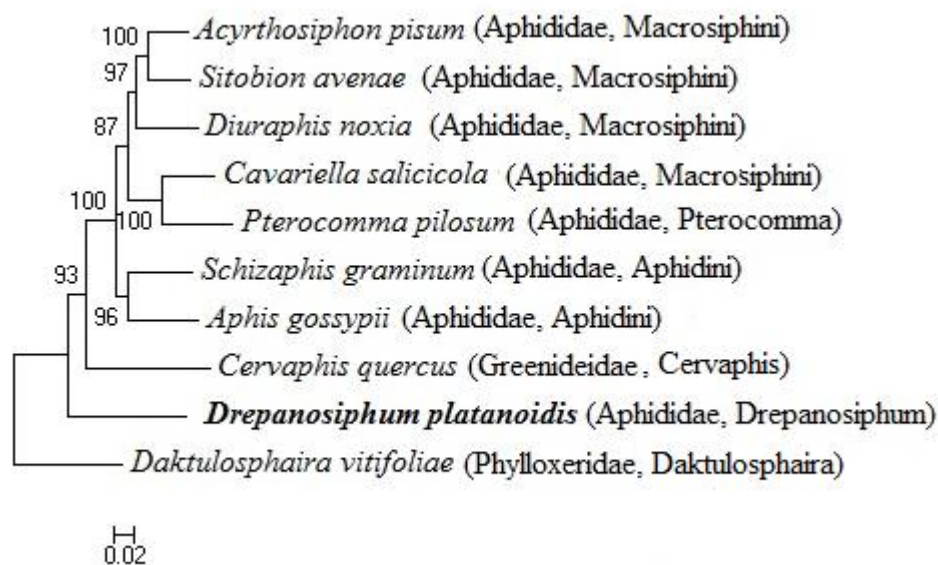 100 Acyrthosiphon pisum (Aphididae, Macrosiphini)
97 Sitobion avenae (Aphididae, Macrosiphini)
87 Diuraphis noxia (Aphididae, Macrosiphini)
Cavariella salicicola (Aphididae, Macrosiphini)
100 100 Pterocomma pilosum (Aphididae, Pterocomma)
93 Schizaphis graminum (Aphididae, Aphidini)
96 Aphis gossypii (Aphididae, Aphidini)
Cervaphis quercus (Greenideidae, Cervaphis)
Drepanosiphum platanoidis (Aphididae, Drepanosiphum)
Daktulosphaira vitifoliae (Phylloxeridae, Daktulosphaira)
0.02